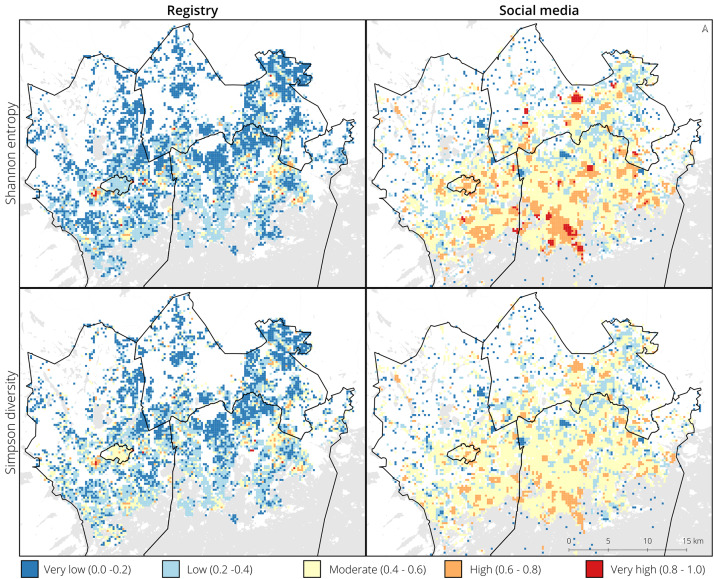 Registry
Social media
A
Shannon entropy
Simpson diversity
0 5 10 15 km
Very low (0.0 -0.2)
Low (0.2 -0.4)
Moderate (0.4 - 0.6)
High (0.6 - 0.8)
Very high (0.8 - 1.0)